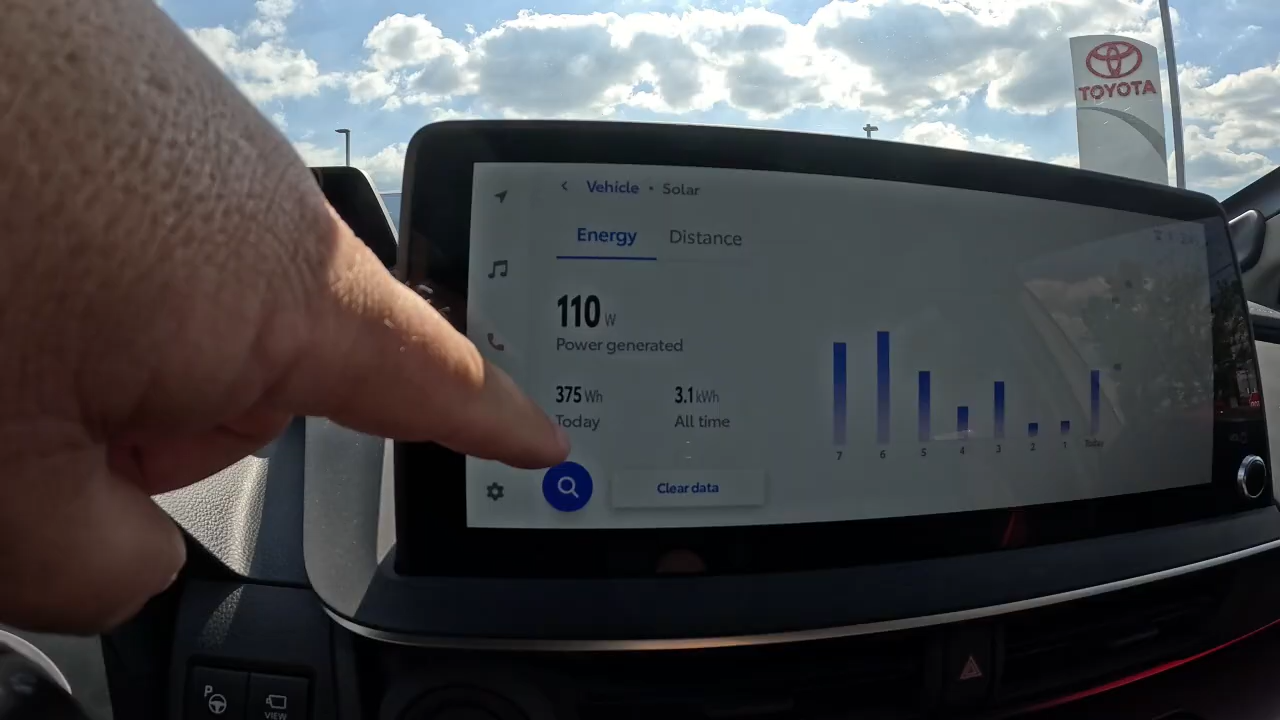 TOYOTA
Vehicle • Solar
Energy Distance
110 W
Power generated
375 Wh 3.1 kWh
Today All time
7 6 5 4 3 2 1 Today
Clear data
P
VIEW